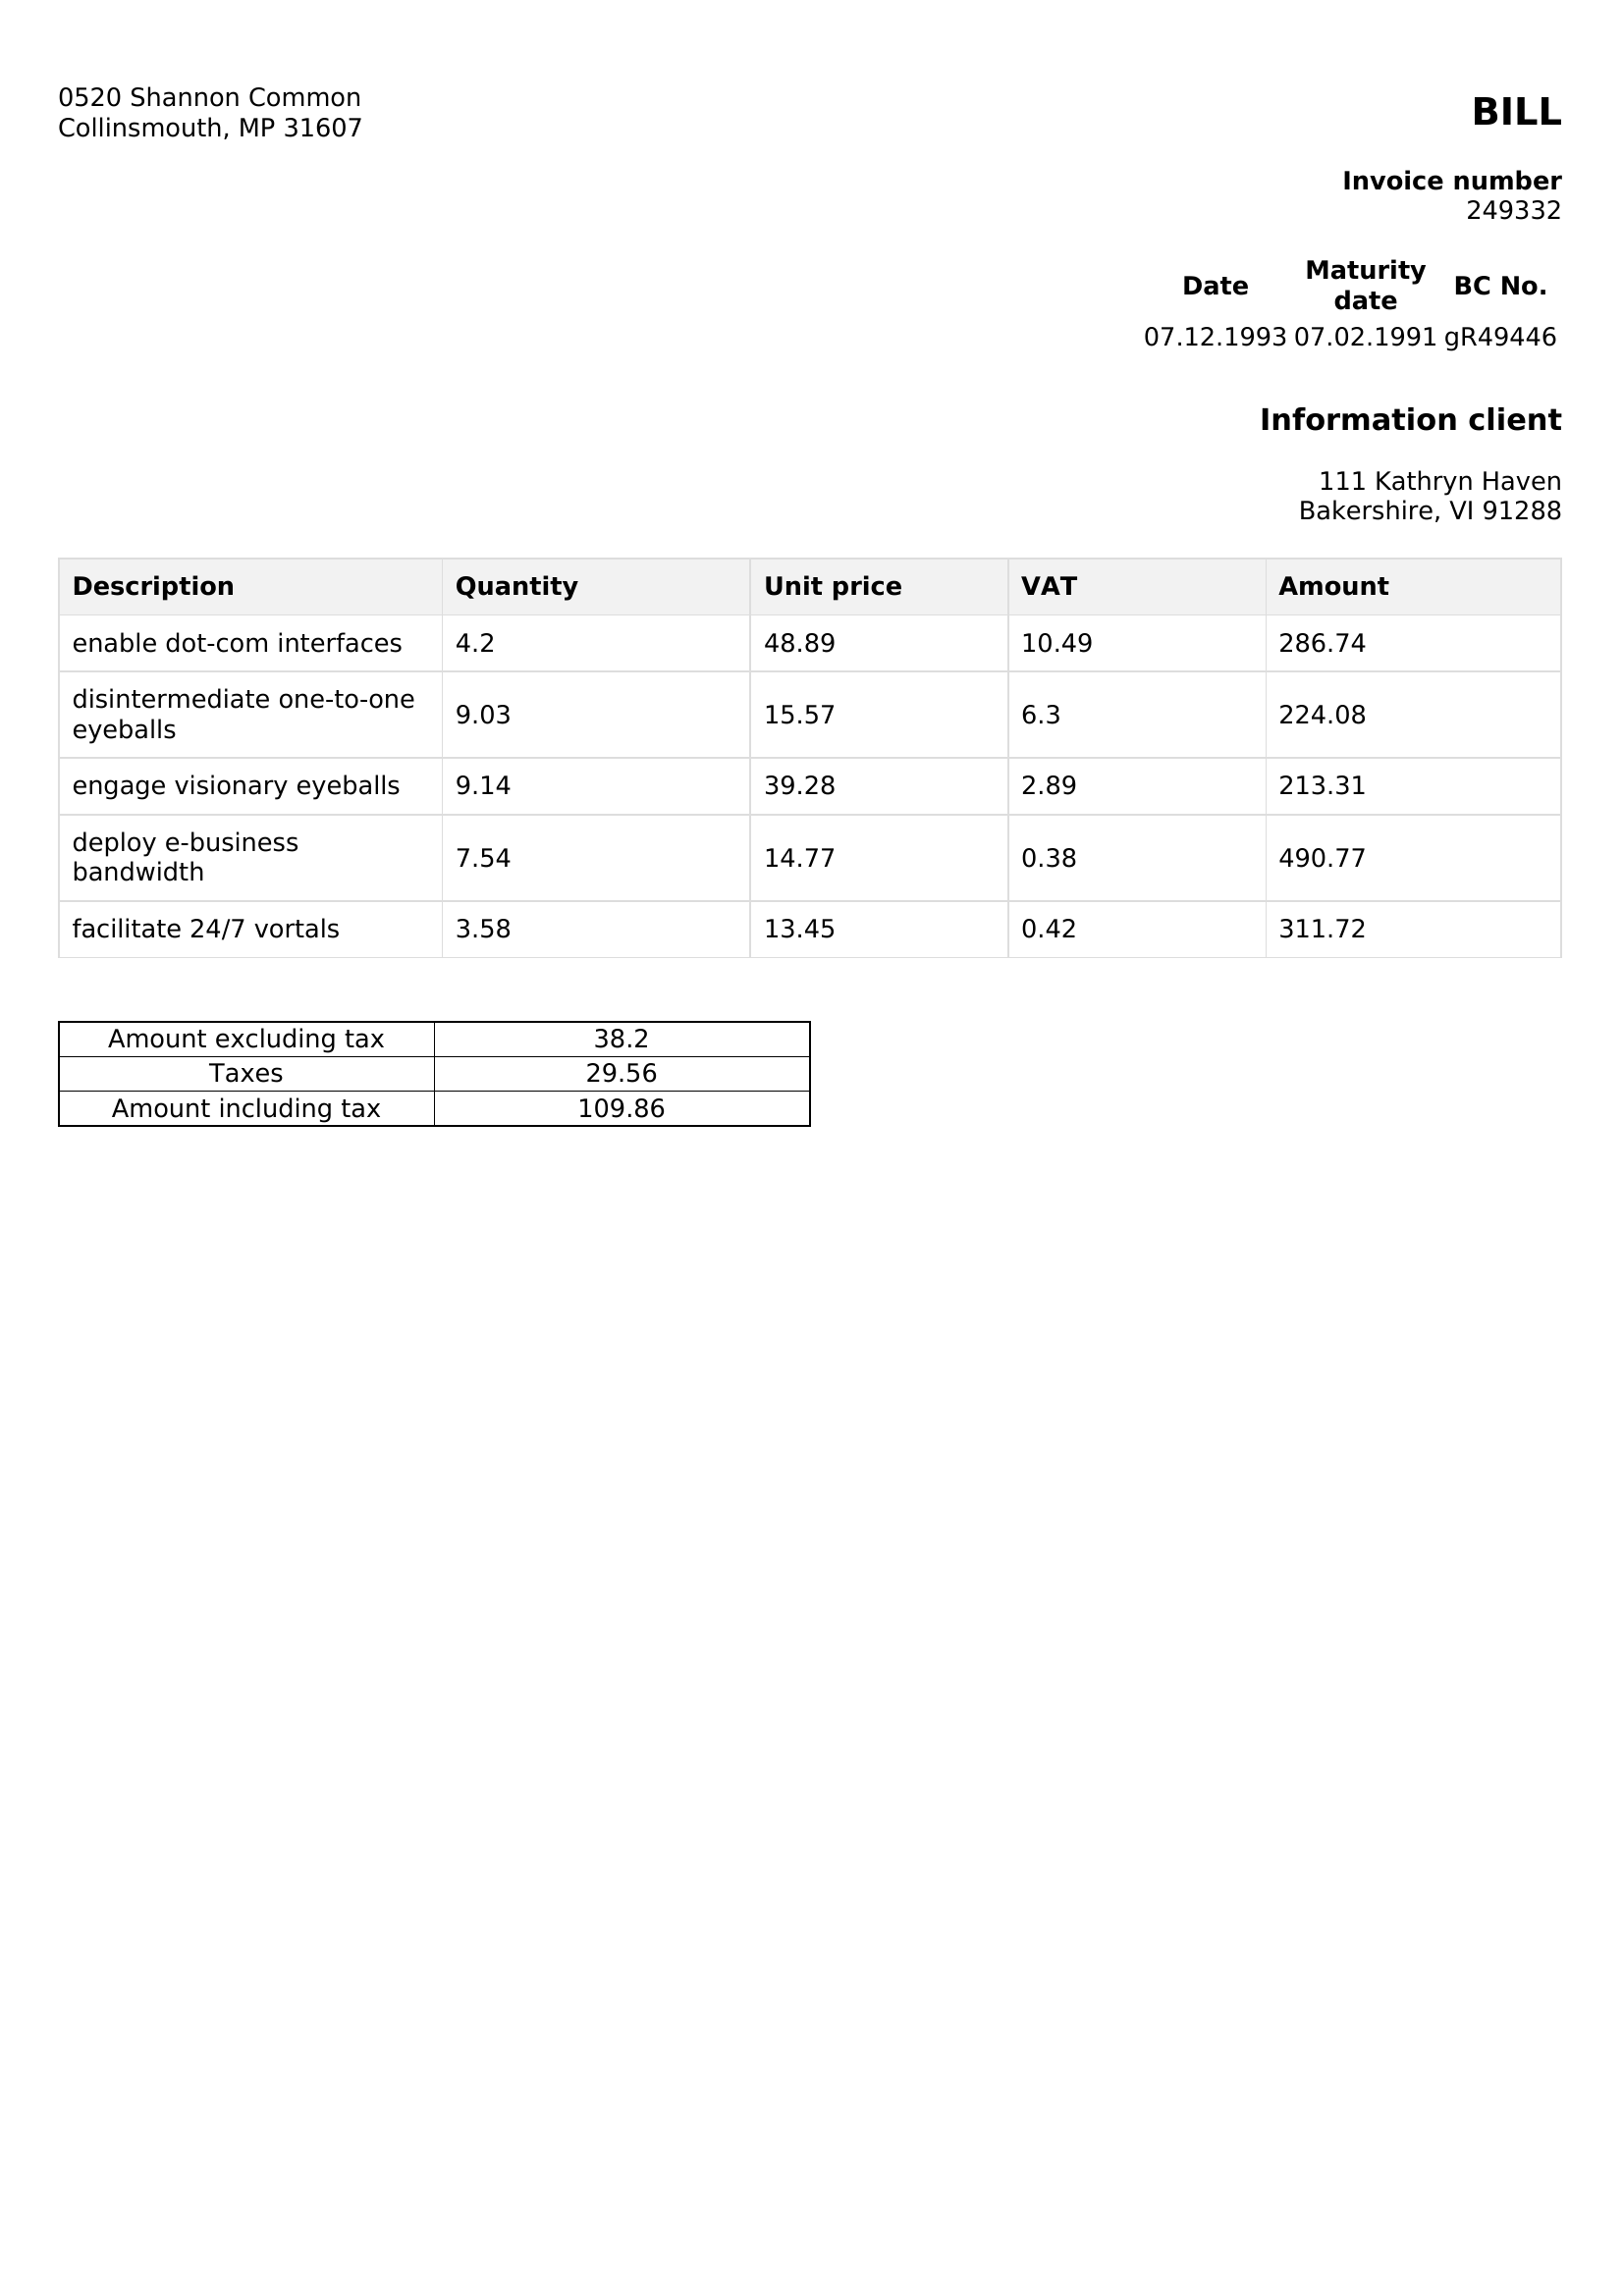 0520 Shannon Common
Collinsmouth, MP 31607
BILL
Invoice number
249332
Date Maturity date BC No.
07.12.1993 07.02.1991 gR49446
Information client
111 Kathryn Haven
Bakershire, VI 91288
Description Quantity Unit price VAT Amount
enable dot-com interfaces 4.2 48.89 10.49 286.74
disintermediate one-to-one
eyeballs 9.03 15.57 6.3 224.08
engage visionary eyeballs 9.14 39.28 2.89 213.31
deploy e-business
bandwidth 7.54 14.77 0.38 490.77
facilitate 24/7 vortals 3.58 13.45 0.42 311.72
Amount excluding tax 38.2
Taxes 29.56
Amount including tax 109.86